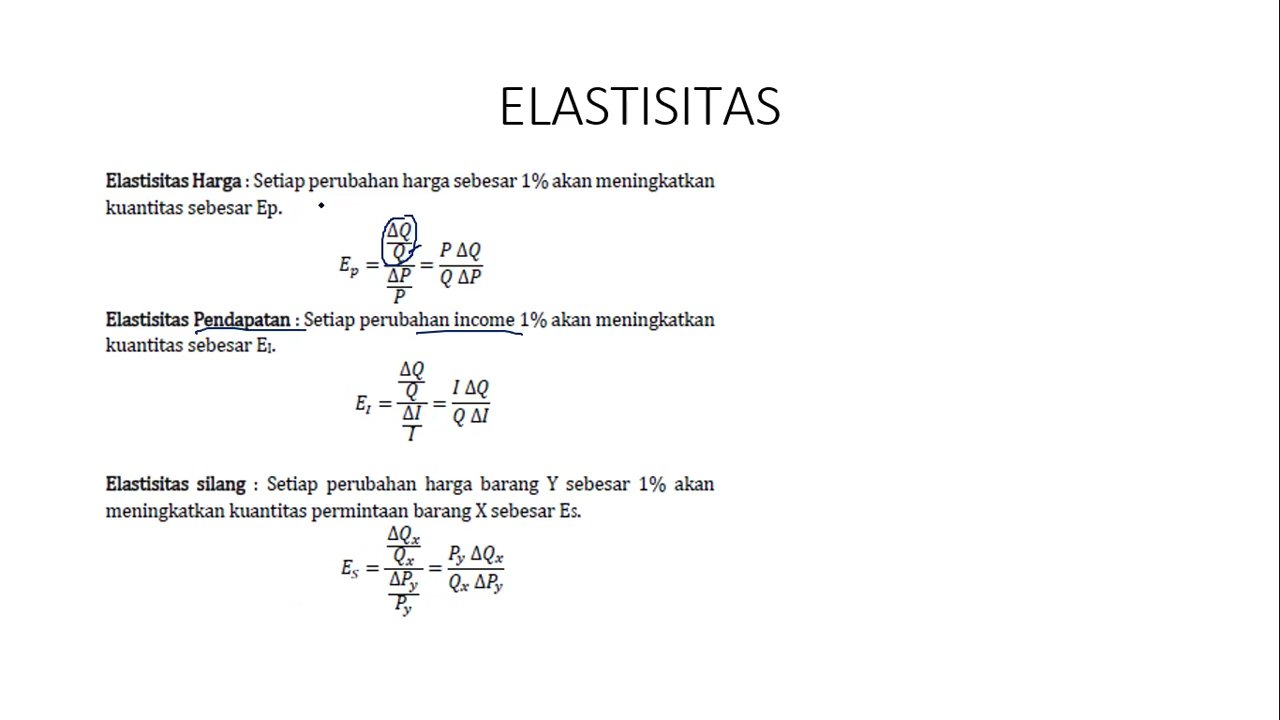 ELASTISITAS
Elastisitas Harga : Setiap perubahan harga sebesar 1% akan meningkatkan
kuantitas sebesar Ep.
E_p = (ΔQ/Q)/(ΔP/P) = (P ΔQ)/(Q ΔP)
Elastisitas Pendapatan : Setiap perubahan income 1% akan meningkatkan
kuantitas sebesar E_I.
E_I = (ΔQ/Q)/(ΔI/T) = (I ΔQ)/(Q ΔI)
Elastisitas silang : Setiap perubahan harga barang Y sebesar 1% akan
meningkatkan kuantitas permintaan barang X sebesar Es.
E_S = (ΔQ_x/Q_x)/(ΔP_y/P_y) = (P_y ΔQ_x)/(Q_x ΔP_y)